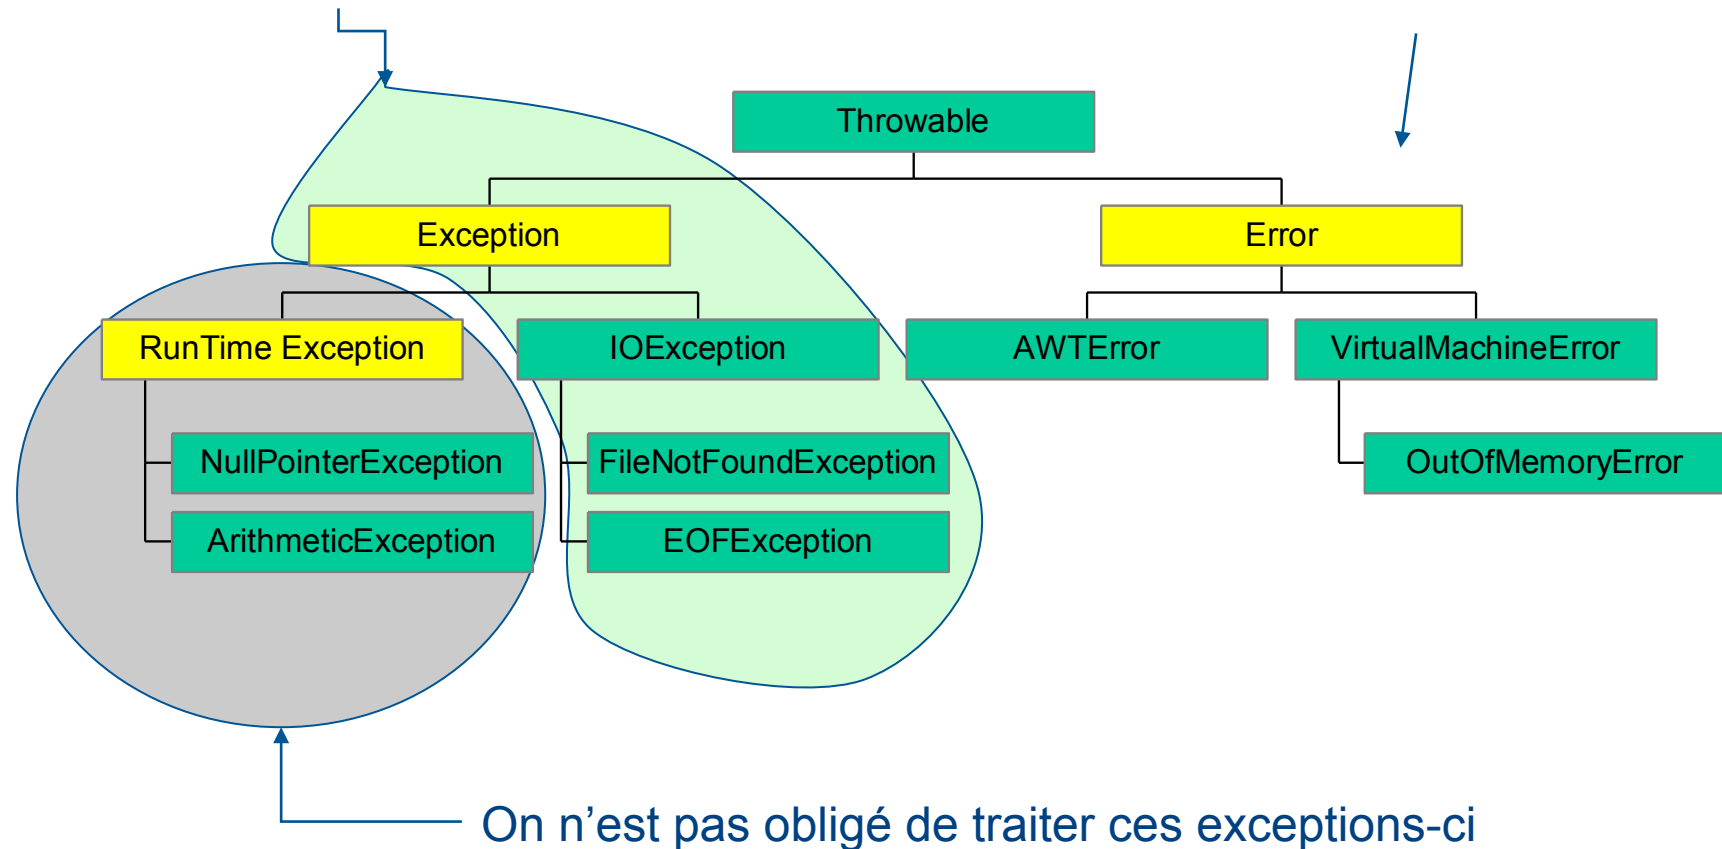 Throwable
Exception
Error
RunTime Exception
IOException
AWTError
VirtualMachineError
NullPointerException
FileNotFoundException
OutOfMemoryError
ArithmeticException
EOFException
On n’est pas obligé de traiter ces exceptions-ci